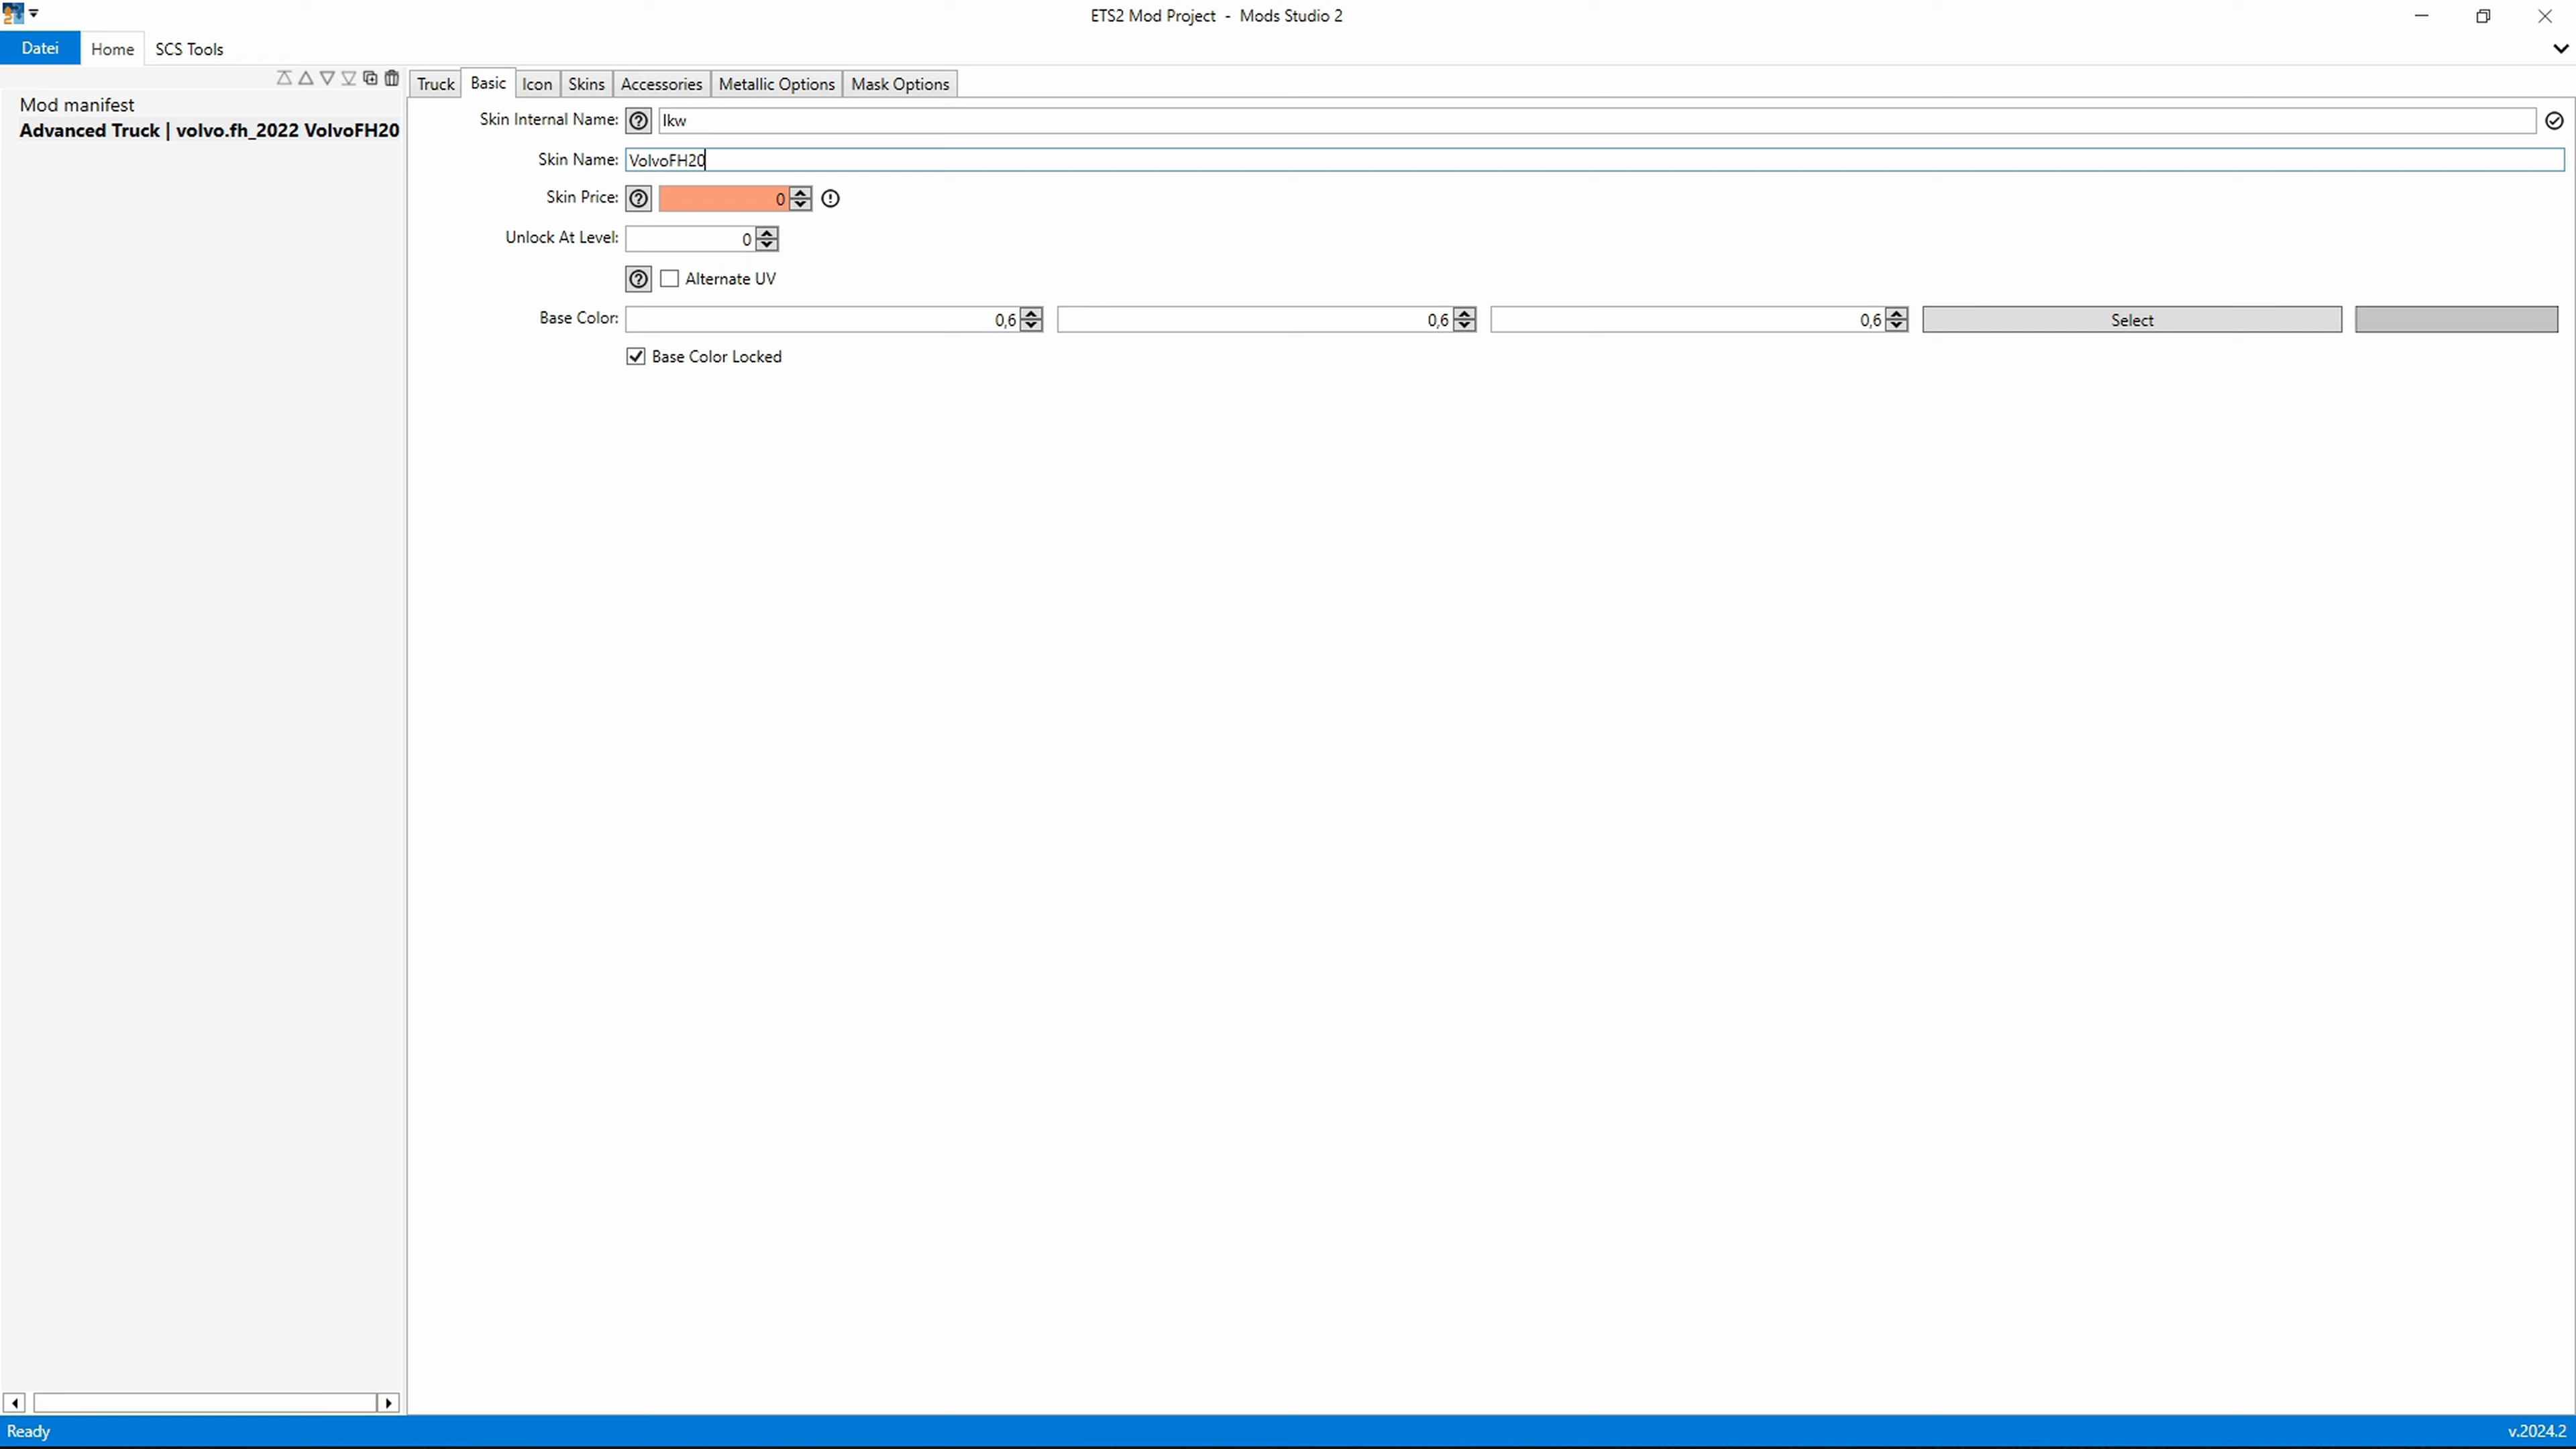 ETS2 Mod Project - Mods Studio 2
Datei Home SCS Tools
Mod manifest
Advanced Truck | volvo.fh_2022 VolvoFH20
Truck Basic Icon Skins Accessories Metallic Options Mask Options
Skin Internal Name: lkw
Skin Name: VolvoFH20
Skin Price: 0
Unlock At Level: 0
Alternate UV
Base Color: 0,6 0,6 0,6 Select
Base Color Locked
Ready v.2024.2